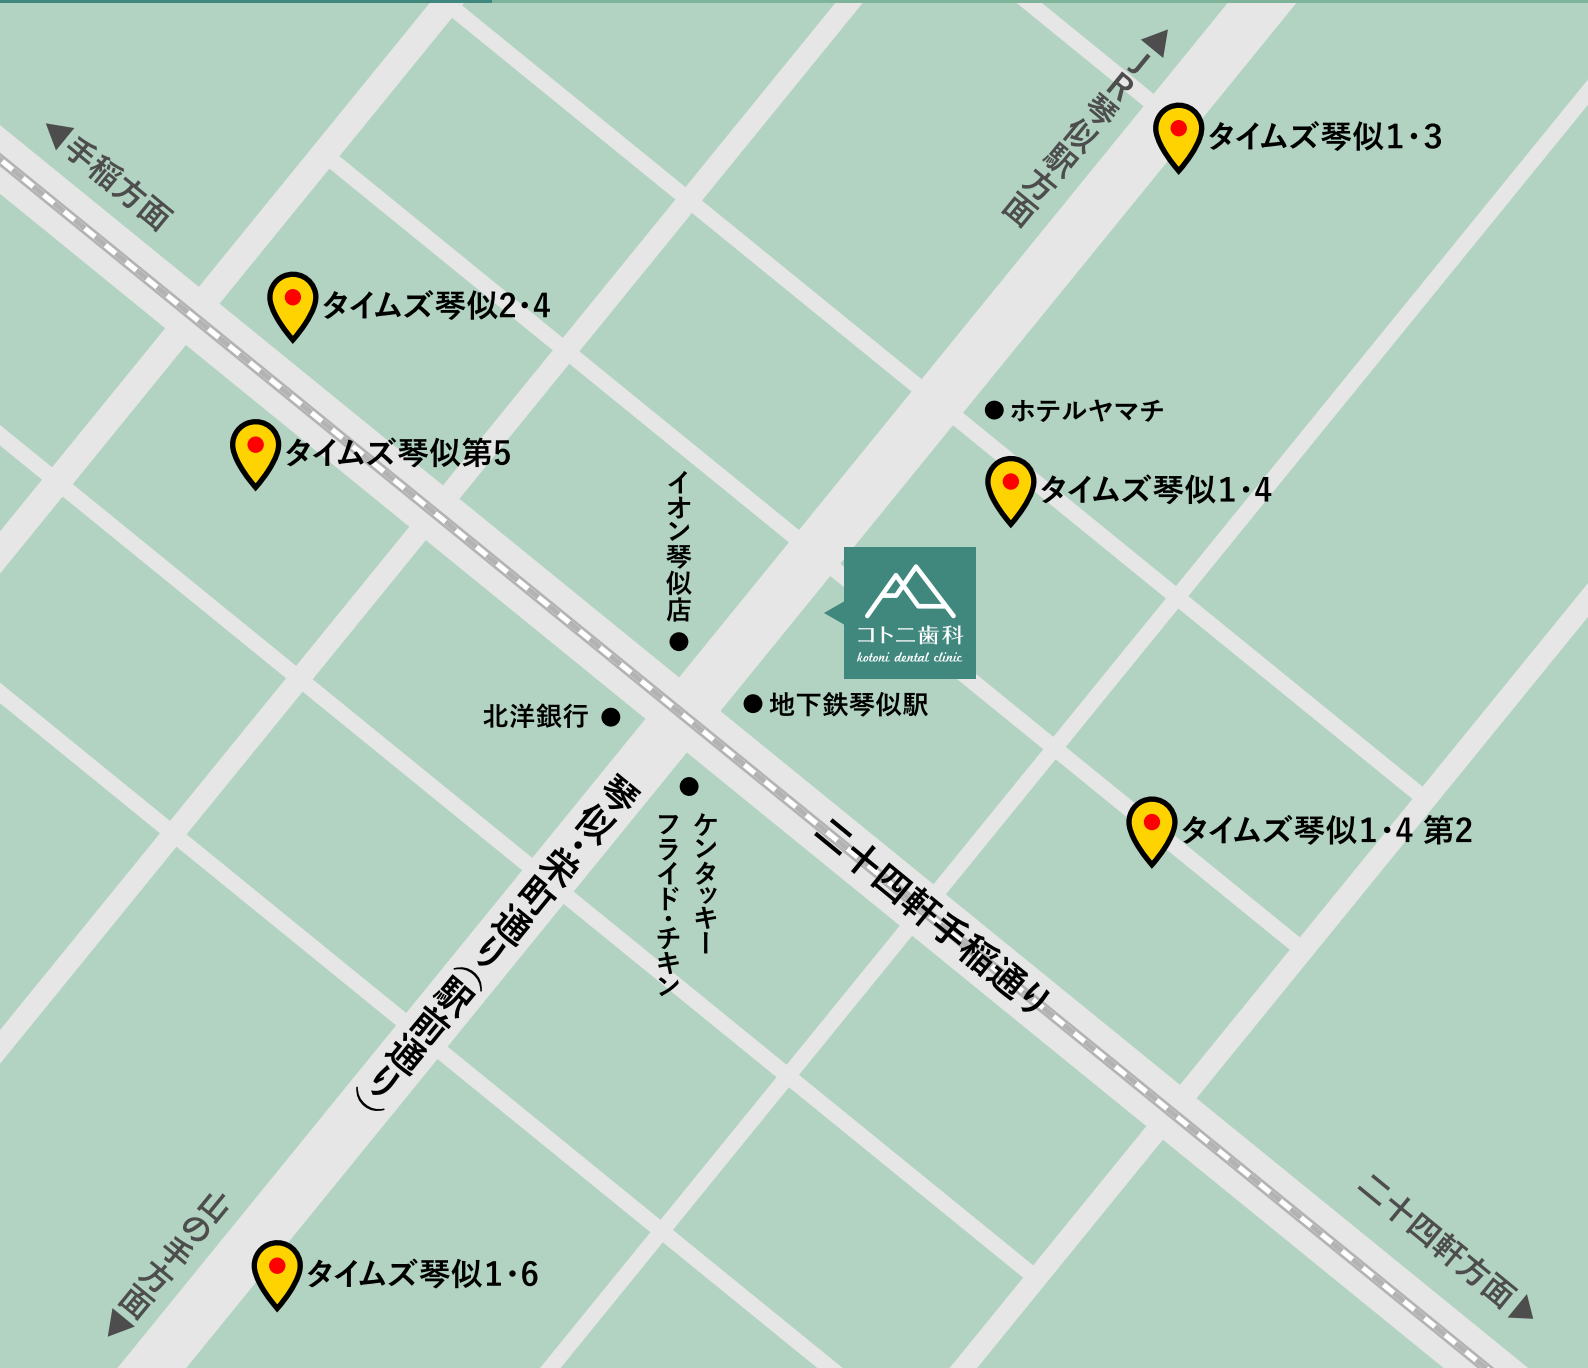 JR琴似駅方面
タイムズ琴似1・3
手稲方面
タイムズ琴似2・4
ホテルヤマチ
タイムズ琴似第5
タイムズ琴似1・4
イオン琴似店
コトニ歯科
kotoni dental clinic
地下鉄琴似駅
北洋銀行
琴似・栄町通り（駅前通り）
ケンタッキー
フライド・チキン
二十四軒手稲通り
タイムズ琴似1・4 第2
山の手方面
二十四軒方面
タイムズ琴似1・6